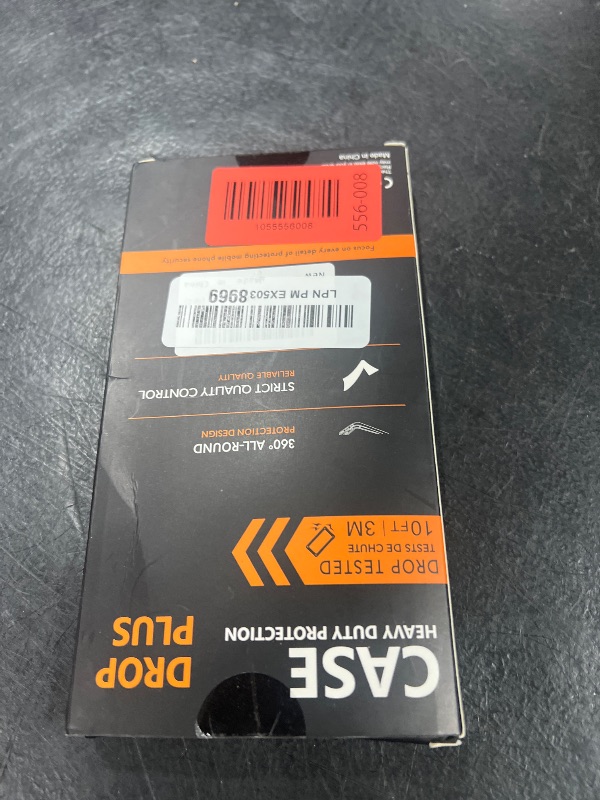 CASE
HEAVY DUTY PROTECTION
DROP
PLUS
DROP TESTED
TESTS DE CHUTE
10FT | 3M
360° ALL-ROUND
PROTECTION DESIGN
STRICT QUALITY CONTROL
RELIABLE QUALITY
LPN PM EX5038969
Focus on every detail of protecting mobile phone security
1055556008
556-008
Made in China